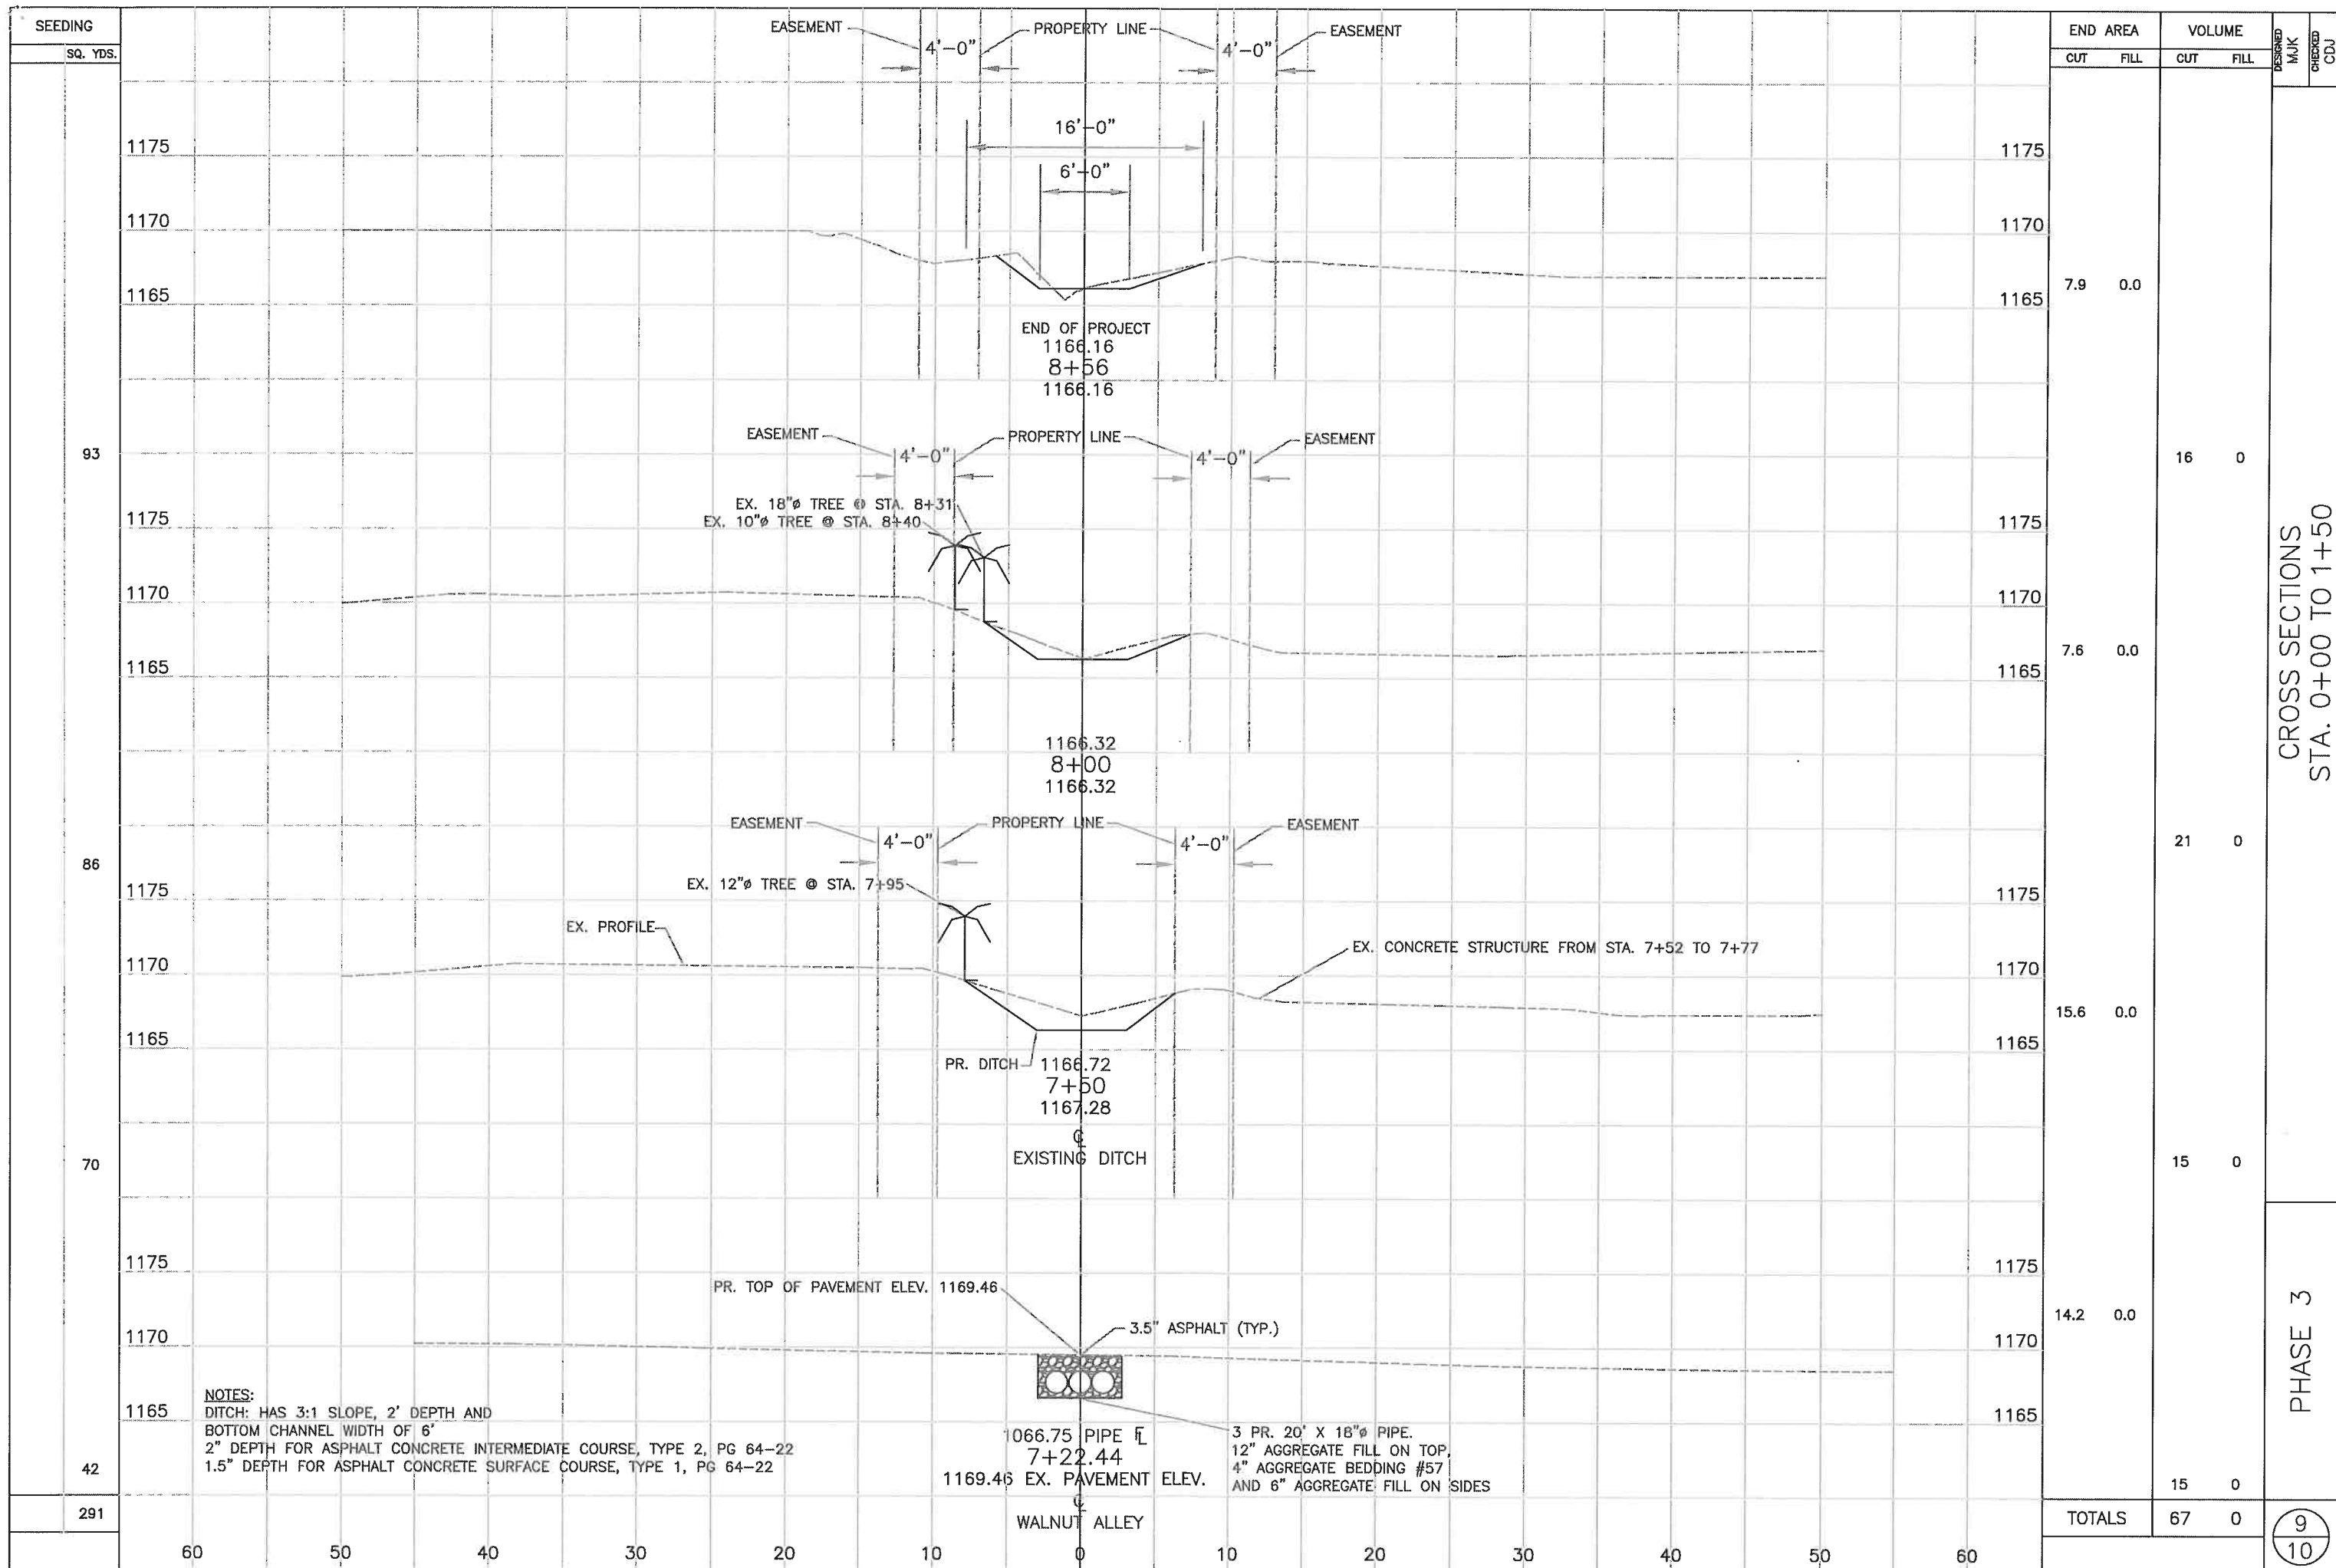 SEEDING
SQ. YDS.
END AREA
VOLUME
CUT FILL CUT FILL
DESIGNED
MJK
CHECKED
CDJ
EASEMENT PROPERTY LINE EASEMENT
4'-0" 4'-0"
16'-0"
6'-0"
1175 1175
1170 1170
1165 1165
7.9 0.0
END OF PROJECT
1166.16
8+56
1166.16
93
16 0
EASEMENT PROPERTY LINE EASEMENT
4'-0" 4'-0"
EX. 18"ø TREE @ STA. 8+31
EX. 10"ø TREE @ STA. 8+40
1175 1175
1170 1170
1165 1165
7.6 0.0
1166.32
8+00
1166.32
86
21 0
EASEMENT PROPERTY LINE EASEMENT
4'-0" 4'-0"
EX. 12"ø TREE @ STA. 7+95
EX. PROFILE
EX. CONCRETE STRUCTURE FROM STA. 7+52 TO 7+77
1175 1175
1170 1170
1165 1165
15.6 0.0
PR. DITCH
1166.72
7+50
1167.28
℄
EXISTING DITCH
70
15 0
1175 1175
1170 1170
1165 1165
PR. TOP OF PAVEMENT ELEV. 1169.46
3.5" ASPHALT (TYP.)
14.2 0.0
NOTES:
DITCH: HAS 3:1 SLOPE, 2' DEPTH AND
BOTTOM CHANNEL WIDTH OF 6'
2" DEPTH FOR ASPHALT CONCRETE INTERMEDIATE COURSE, TYPE 2, PG 64-22
1.5" DEPTH FOR ASPHALT CONCRETE SURFACE COURSE, TYPE 1, PG 64-22
1066.75 PIPE FL
7+22.44
1169.46 EX. PAVEMENT ELEV.
℄
WALNUT ALLEY
3 PR. 20' X 18"ø PIPE.
12" AGGREGATE FILL ON TOP,
4" AGGREGATE BEDDING #57
AND 6" AGGREGATE FILL ON SIDES
42
15 0
291
TOTALS 67 0
60 50 40 30 20 10 0 10 20 30 40 50 60
CROSS SECTIONS
STA. 0+00 TO 1+50
PHASE 3
9
10